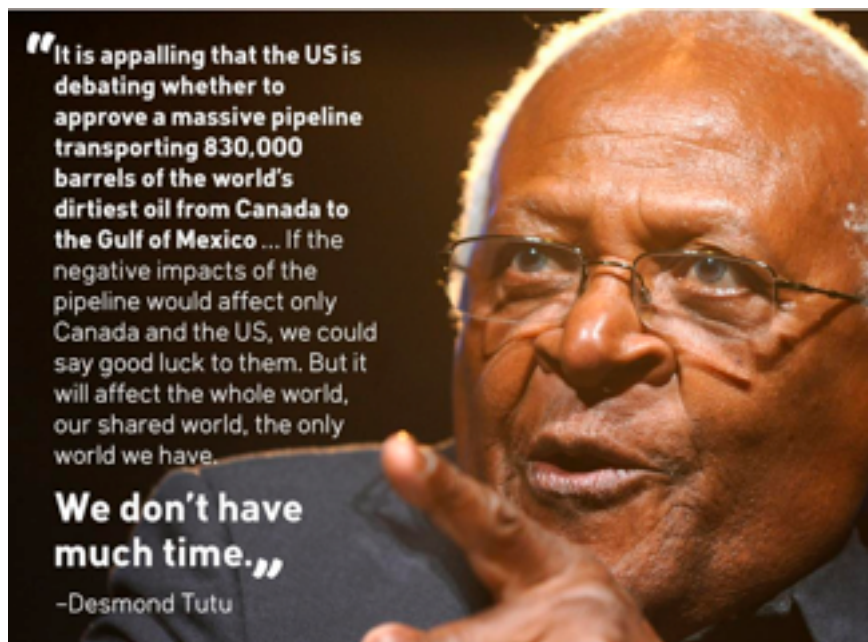 "It is appalling that the US is
debating whether to
approve a massive pipeline
transporting 830,000
barrels of the world's
dirtiest oil from Canada to
the Gulf of Mexico ... If the
negative impacts of the
pipeline would affect only
Canada and the US, we could
say good luck to them. But it
will affect the whole world,
our shared world, the only
world we have.
We don't have
much time."
–Desmond Tutu